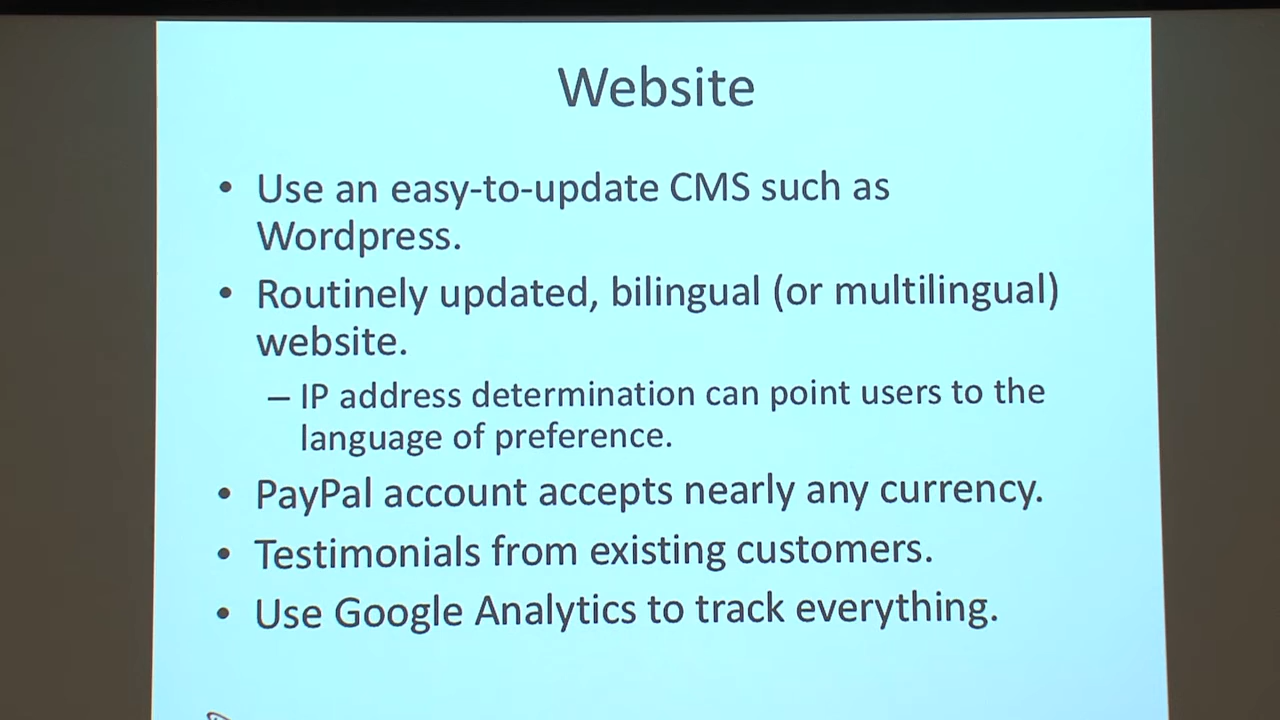 Website
• Use an easy-to-update CMS such as
Wordpress.
• Routinely updated, bilingual (or multilingual)
website.
– IP address determination can point users to the
language of preference.
• PayPal account accepts nearly any currency.
• Testimonials from existing customers.
• Use Google Analytics to track everything.